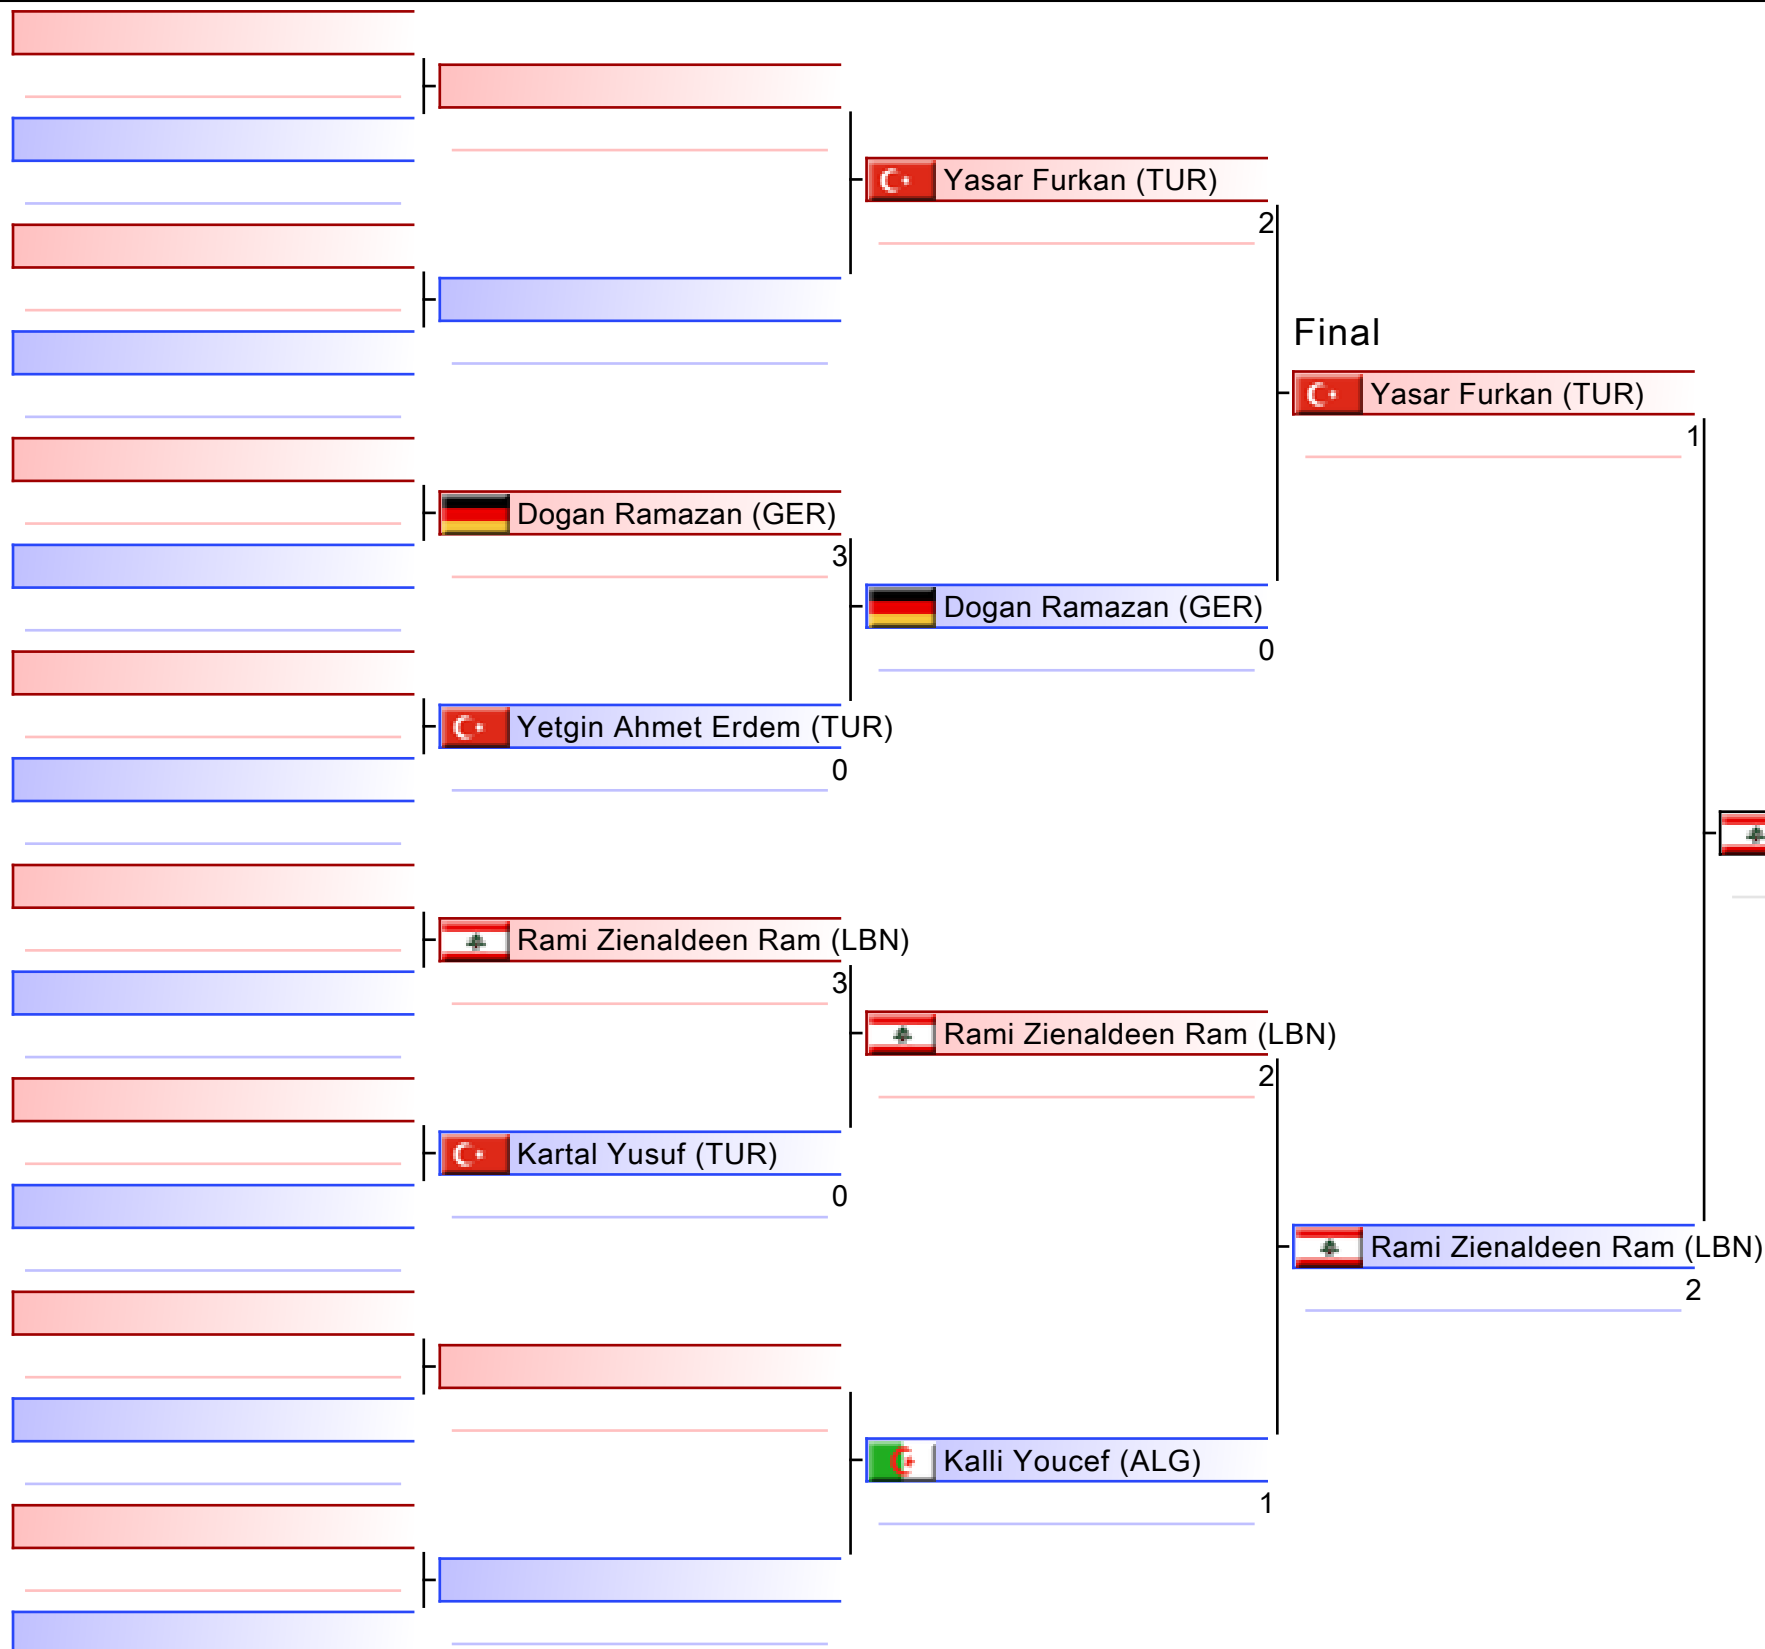 Yasar Furkan (TUR)
2
Final
Yasar Furkan (TUR)
1
Dogan Ramazan (GER)
3
Dogan Ramazan (GER)
0
Yetgin Ahmet Erdem (TUR)
0
Rami Zienaldeen Ram (LBN)
3
Rami Zienaldeen Ram (LBN)
2
Kartal Yusuf (TUR)
0
Rami Zienaldeen Ram (LBN)
2
Kalli Youcef (ALG)
1